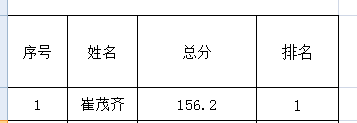 序号 姓名 总分 排名
1 崔茂齐 156.2 1